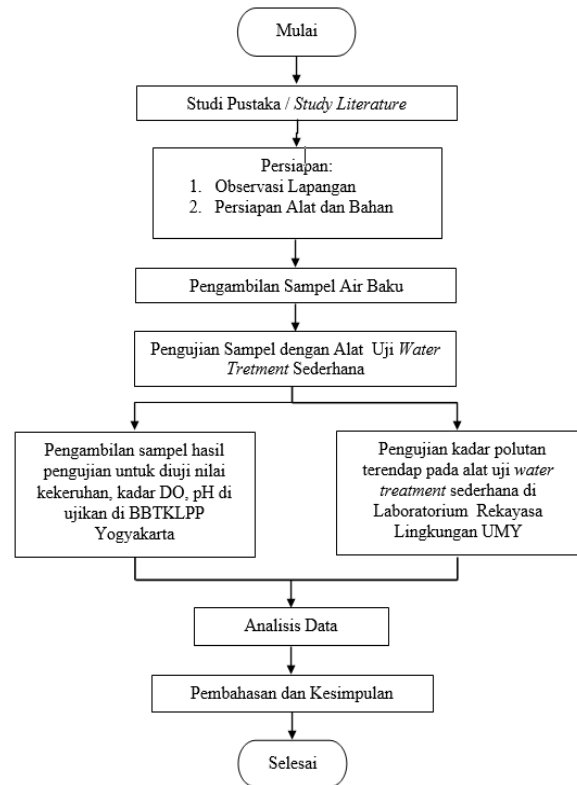 Mulai
Studi Pustaka / Study Literature
Persiapan:
1. Observasi Lapangan
2. Persiapan Alat dan Bahan
Pengambilan Sampel Air Baku
Pengujian Sampel dengan Alat Uji Water
Tretment Sederhana
Pengambilan sampel hasil
pengujian untuk diuji nilai
kekeruhan, kadar DO, pH di
ujikan di BBTKLPP
Yogyakarta
Pengujian kadar polutan
terendap pada alat uji water
treatment sederhana di
Laboratorium Rekayasa
Lingkungan UMY
Analisis Data
Pembahasan dan Kesimpulan
Selesai